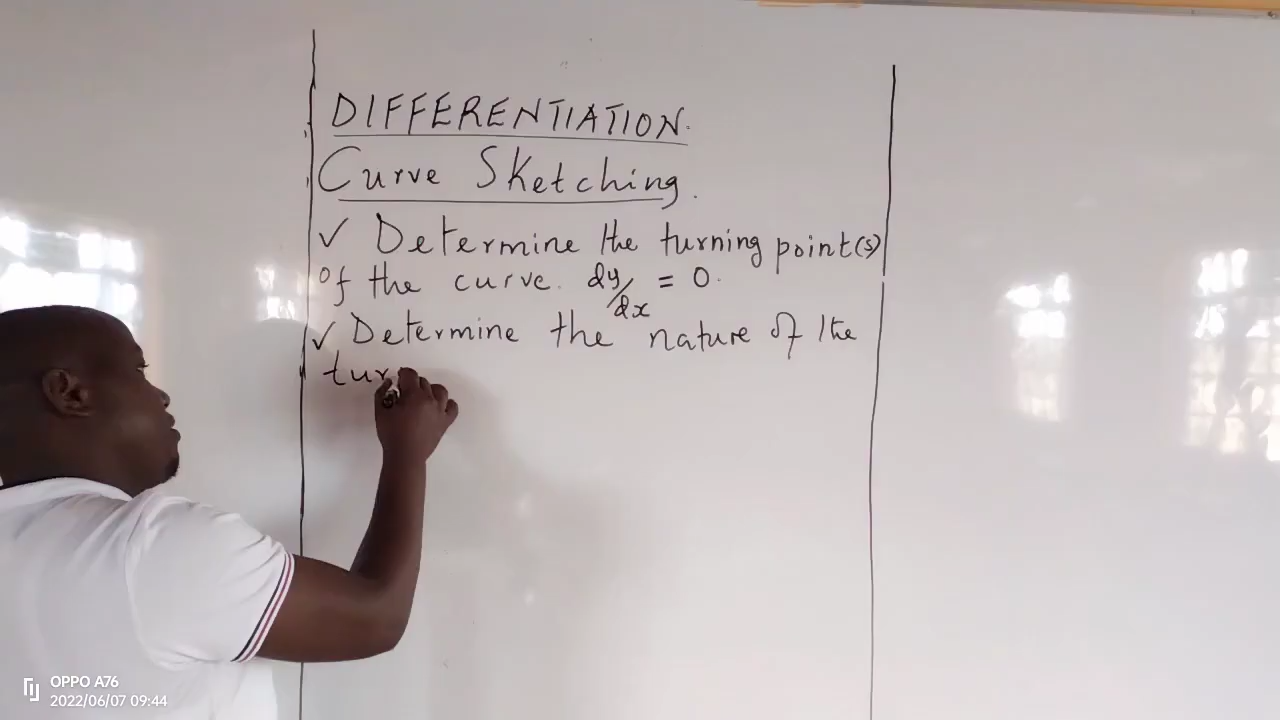 DIFFERENTIATION.
Curve Sketching.
✓ Determine the turning point(s)
of the curve. dy/dx = 0.
✓ Determine the nature of the
tur
OPPO A76
2022/06/07 09:44